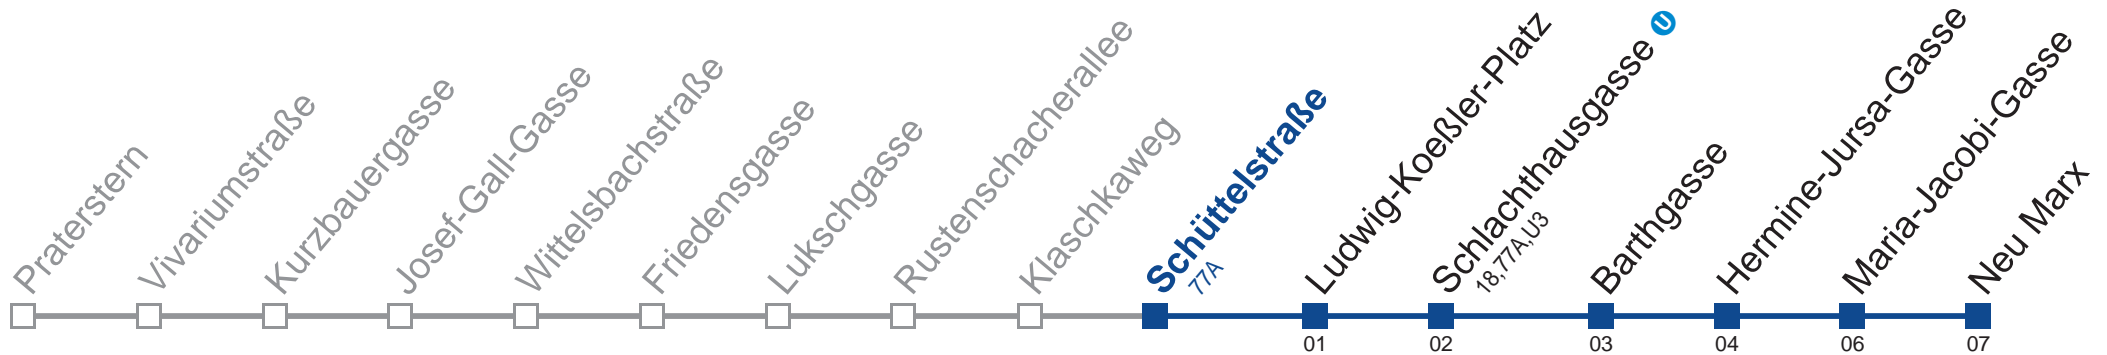 Praterstern
Vivariumstraße
Kurzbauergasse
Josef-Gall-Gasse
Wittelsbachstraße
Friedensgasse
Lukschgasse
Rustenschacherallee
Klaschkaweg
Schüttelstraße
77A
Ludwig-Koeßler-Platz
Schlachthausgasse U
18,77A,U3
Barthgasse
Hermine-Jursa-Gasse
Maria-Jacobi-Gasse
Neu Marx
01 02 03 04 06 07